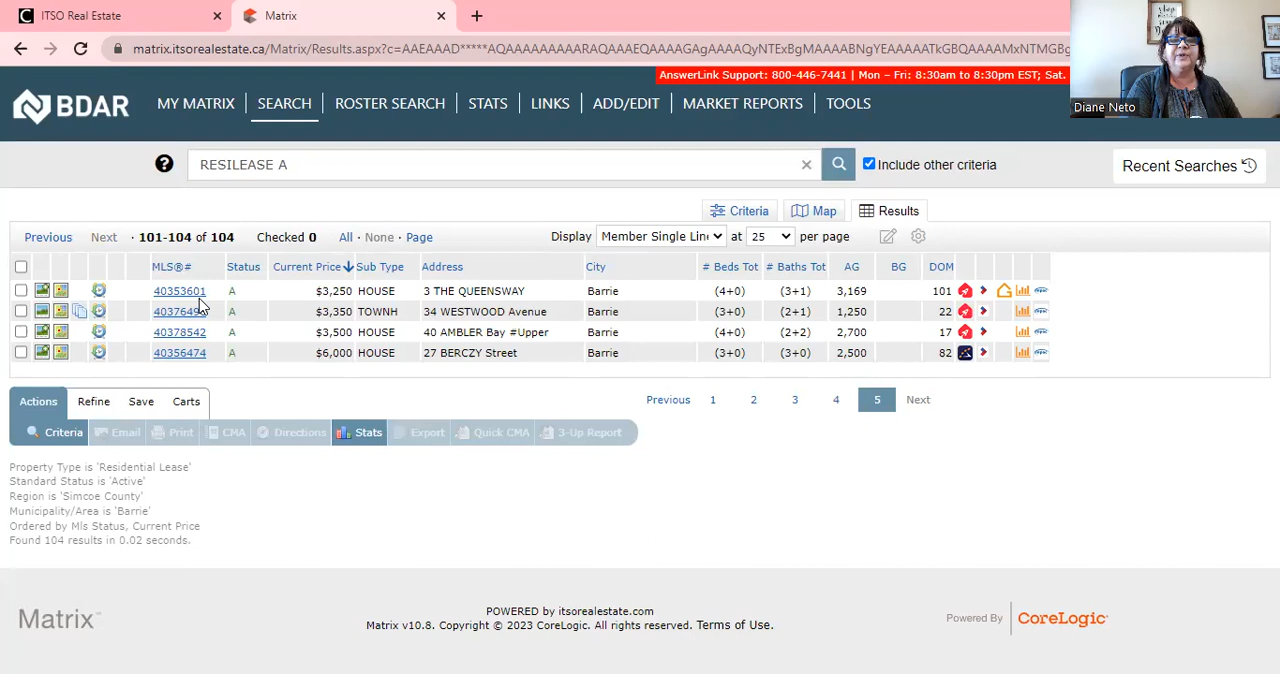 ITSO Real Estate
Matrix
matrix.itsorealestate.ca/Matrix/Results.aspx?c=AAEAAAD*****AQAAAAAAAAARAQAAAEQAAAAGAgAAAAQyNTExBgMAAAABNgYEAAAAATkGBQAAAAMxNTMGBg
AnswerLink Support: 800-446-7441 | Mon – Fri: 8:30am to 8:30pm EST; Sat.
Diane Neto
BDAR MY MATRIX SEARCH ROSTER SEARCH STATS LINKS ADD/EDIT MARKET REPORTS TOOLS
? RESILEASE A Include other criteria Recent Searches
Criteria Map Results
Previous Next · 101-104 of 104 Checked 0 All · None · Page Display Member Single Line at 25 per page
MLS®# Status Current Price Sub Type Address City # Beds Tot # Baths Tot AG BG DOM
40353601 A $3,250 HOUSE 3 THE QUEENSWAY Barrie (4+0) (3+1) 3,169 101
A $3,350 TOWNH 34 WESTWOOD Avenue Barrie (3+0) (2+1) 1,250 22
40378542 A $3,500 HOUSE 40 AMBLER Bay #Upper Barrie (4+0) (2+2) 2,700 17
40356474 A $6,000 HOUSE 27 BERCZY Street Barrie (3+0) (3+0) 2,500 82
Actions Refine Save Carts Previous 1 2 3 4 5 Next
Criteria Email Print CMA Directions Stats Export Quick CMA 3-Up Report
Property Type is 'Residential Lease'
Standard Status is 'Active'
Region is 'Simcoe County'
Municipality/Area is 'Barrie'
Ordered by Mls Status, Current Price
Found 104 results in 0.02 seconds.
Matrix™
POWERED by itsorealestate.com
Matrix v10.8. Copyright © 2023 CoreLogic. All rights reserved. Terms of Use.
Powered By CoreLogic